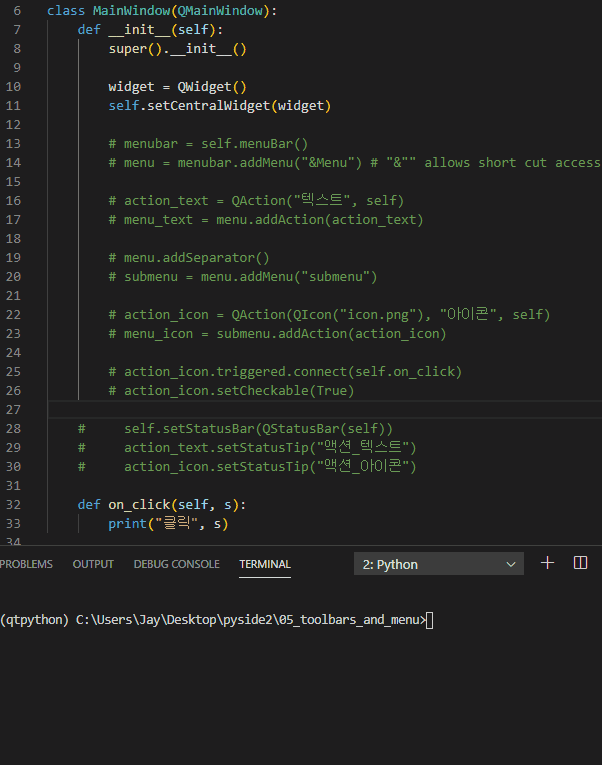 6 class MainWindow(QMainWindow):
7 def __init__(self):
8 super().__init__()
9
10 widget = QWidget()
11 self.setCentralWidget(widget)
12
13 # menubar = self.menuBar()
14 # menu = menubar.addMenu("&Menu") # "&"" allows short cut access
15
16 # action_text = QAction("텍스트", self)
17 # menu_text = menu.addAction(action_text)
18
19 # menu.addSeparator()
20 # submenu = menu.addMenu("submenu")
21
22 # action_icon = QAction(QIcon("icon.png"), "아이콘", self)
23 # menu_icon = submenu.addAction(action_icon)
24
25 # action_icon.triggered.connect(self.on_click)
26 # action_icon.setCheckable(True)
27
28 # self.setStatusBar(QStatusBar(self))
29 # action_text.setStatusTip("액션_텍스트")
30 # action_icon.setStatusTip("액션_아이콘")
31
32 def on_click(self, s):
33 print("클릭", s)
34
PROBLEMS OUTPUT DEBUG CONSOLE TERMINAL 2: Python
(qtpython) C:\Users\Jay\Desktop\pyside2\05_toolbars_and_menu>